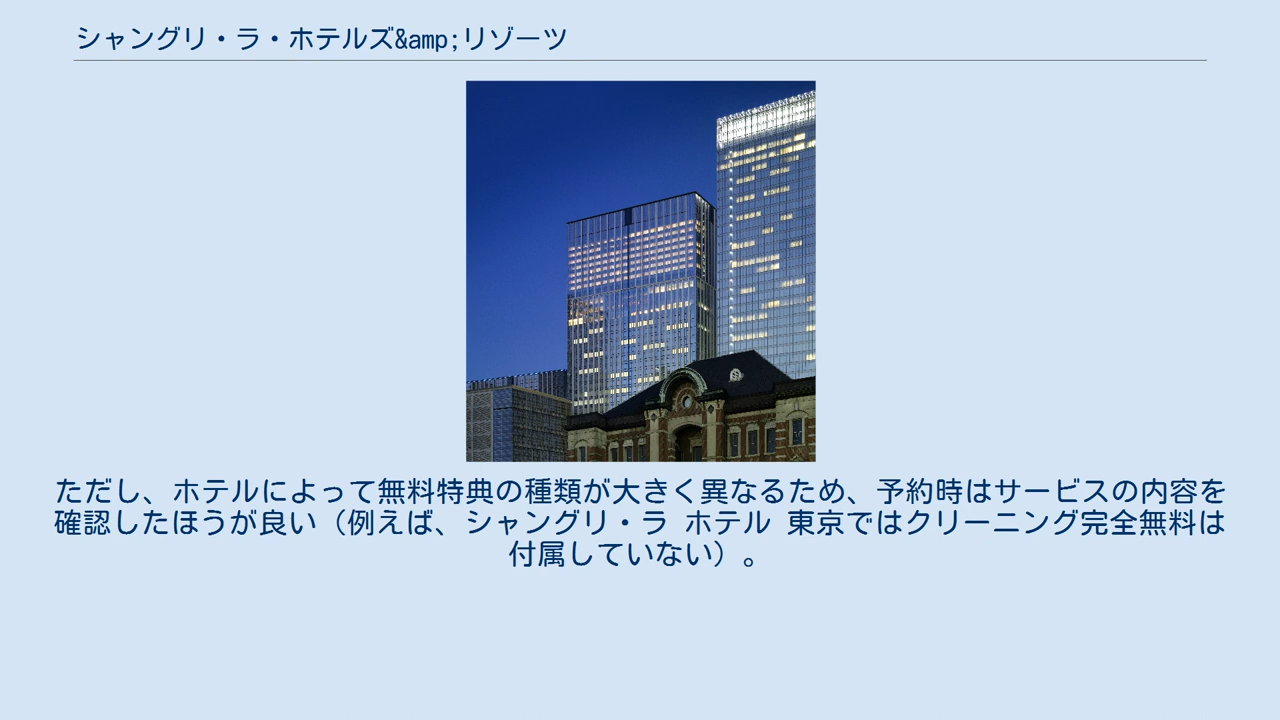 シャングリ・ラ・ホテルズ&amp;リゾーツ
ただし、ホテルによって無料特典の種類が大きく異なるため、予約時はサービスの内容を
確認したほうが良い（例えば、シャングリ・ラ ホテル 東京ではクリーニング完全無料は
付属していない）。